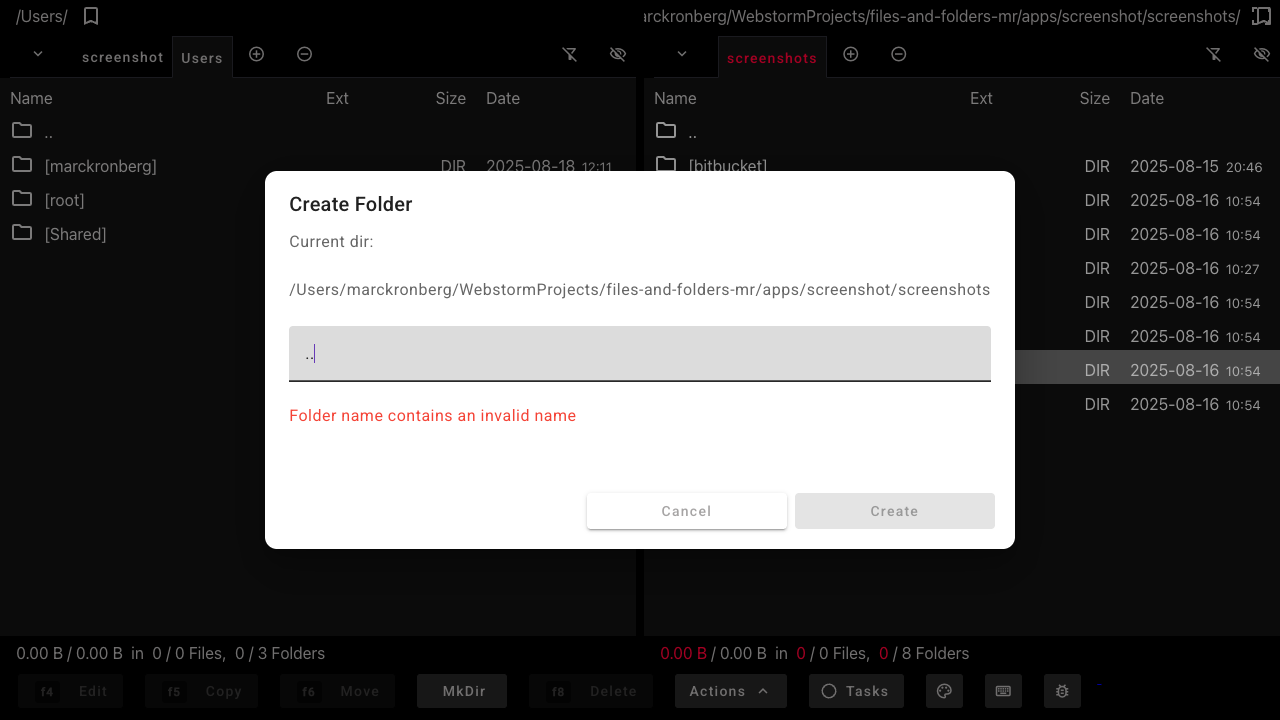 /Users/
arckronberg/WebstormProjects/files-and-folders-mr/apps/screenshot/screenshots/
screenshot Users
screenshots
Name Ext Size Date
Name Ext Size Date
..
[marckronberg] DIR 2025-08-18 12:11
[root]
[Shared]
..
[bitbucket] DIR 2025-08-15 20:46
DIR 2025-08-16 10:54
DIR 2025-08-16 10:54
DIR 2025-08-16 10:27
DIR 2025-08-16 10:54
DIR 2025-08-16 10:54
DIR 2025-08-16 10:54
DIR 2025-08-16 10:54
Create Folder
Current dir:
/Users/marckronberg/WebstormProjects/files-and-folders-mr/apps/screenshot/screenshots
..
Folder name contains an invalid name
Cancel Create
0.00 B / 0.00 B in 0 / 0 Files, 0 / 3 Folders
0.00 B / 0.00 B in 0 / 0 Files, 0 / 8 Folders
f4 Edit f5 Copy f6 Move MkDir f8 Delete Actions Tasks